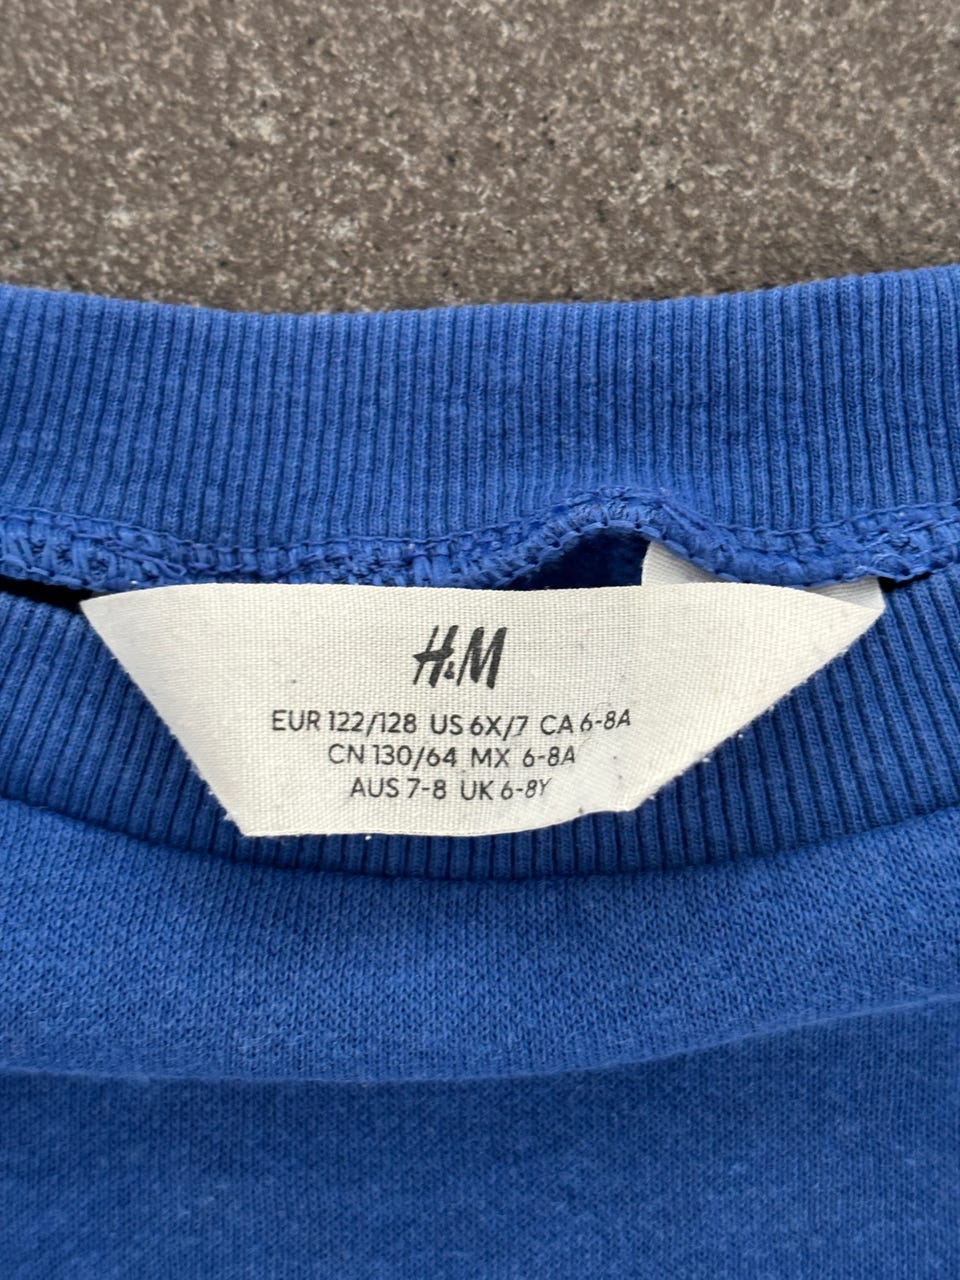 H&M
EUR 122/128 US 6X/7 CA 6-8A
CN 130/64 MX 6-8A
AUS 7-8 UK 6-8Y